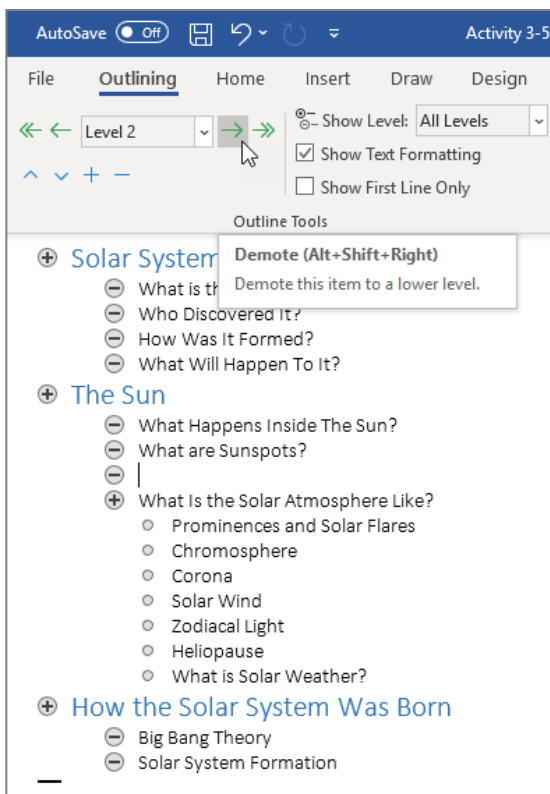 AutoSave Off Activity 3-5
File Outlining Home Insert Draw Design
Level 2 Show Level: All Levels
Show Text Formatting
Show First Line Only
Outline Tools
Demote (Alt+Shift+Right)
Demote this item to a lower level.
Solar System
What is th
Who Discovered It?
How Was It Formed?
What Will Happen To It?
The Sun
What Happens Inside The Sun?
What are Sunspots?
What Is the Solar Atmosphere Like?
Prominences and Solar Flares
Chromosphere
Corona
Solar Wind
Zodiacal Light
Heliopause
What is Solar Weather?
How the Solar System Was Born
Big Bang Theory
Solar System Formation